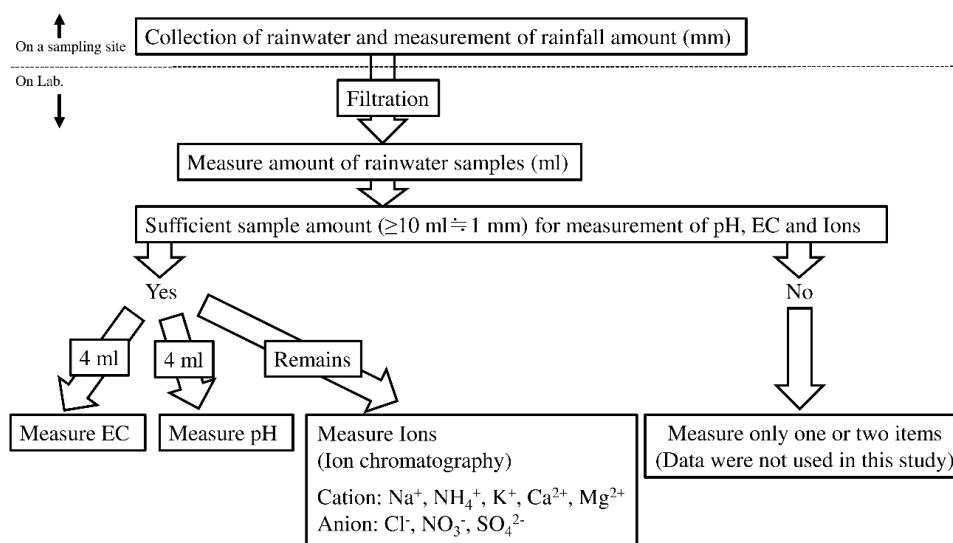 On a sampling site
Collection of rainwater and measurement of rainfall amount (mm)
On Lab.
Filtration
Measure amount of rainwater samples (ml)
Sufficient sample amount (≥10 ml≒1 mm) for measurement of pH, EC and Ions
Yes
No
4 ml
4 ml
Remains
Measure EC
Measure pH
Measure Ions
(Ion chromatography)
Cation: Na⁺, NH₄⁺, K⁺, Ca²⁺, Mg²⁺
Anion: Cl⁻, NO₃⁻, SO₄²⁻
Measure only one or two items
(Data were not used in this study)